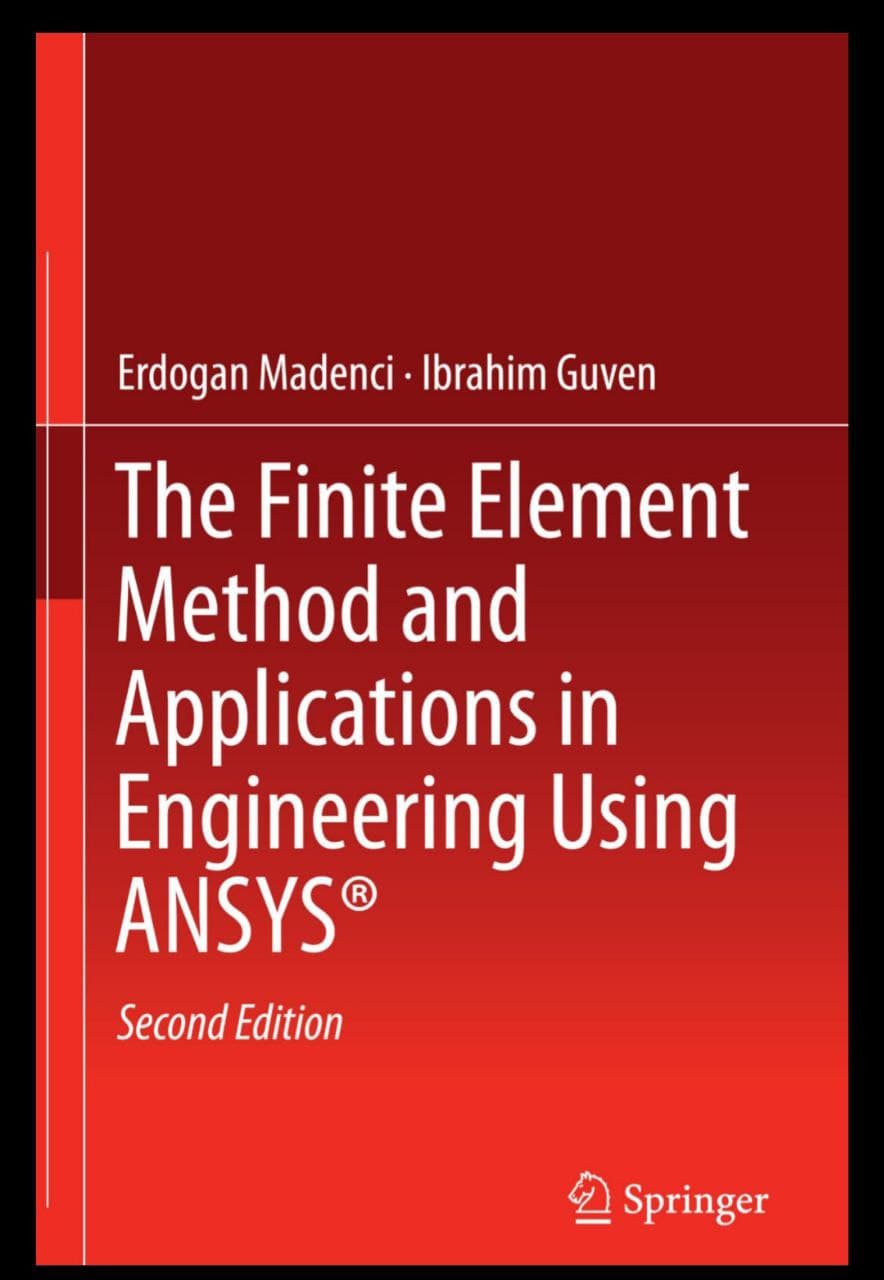 Erdogan Madenci · Ibrahim Guven
The Finite Element
Method and
Applications in
Engineering Using
ANSYS®
Second Edition
Springer